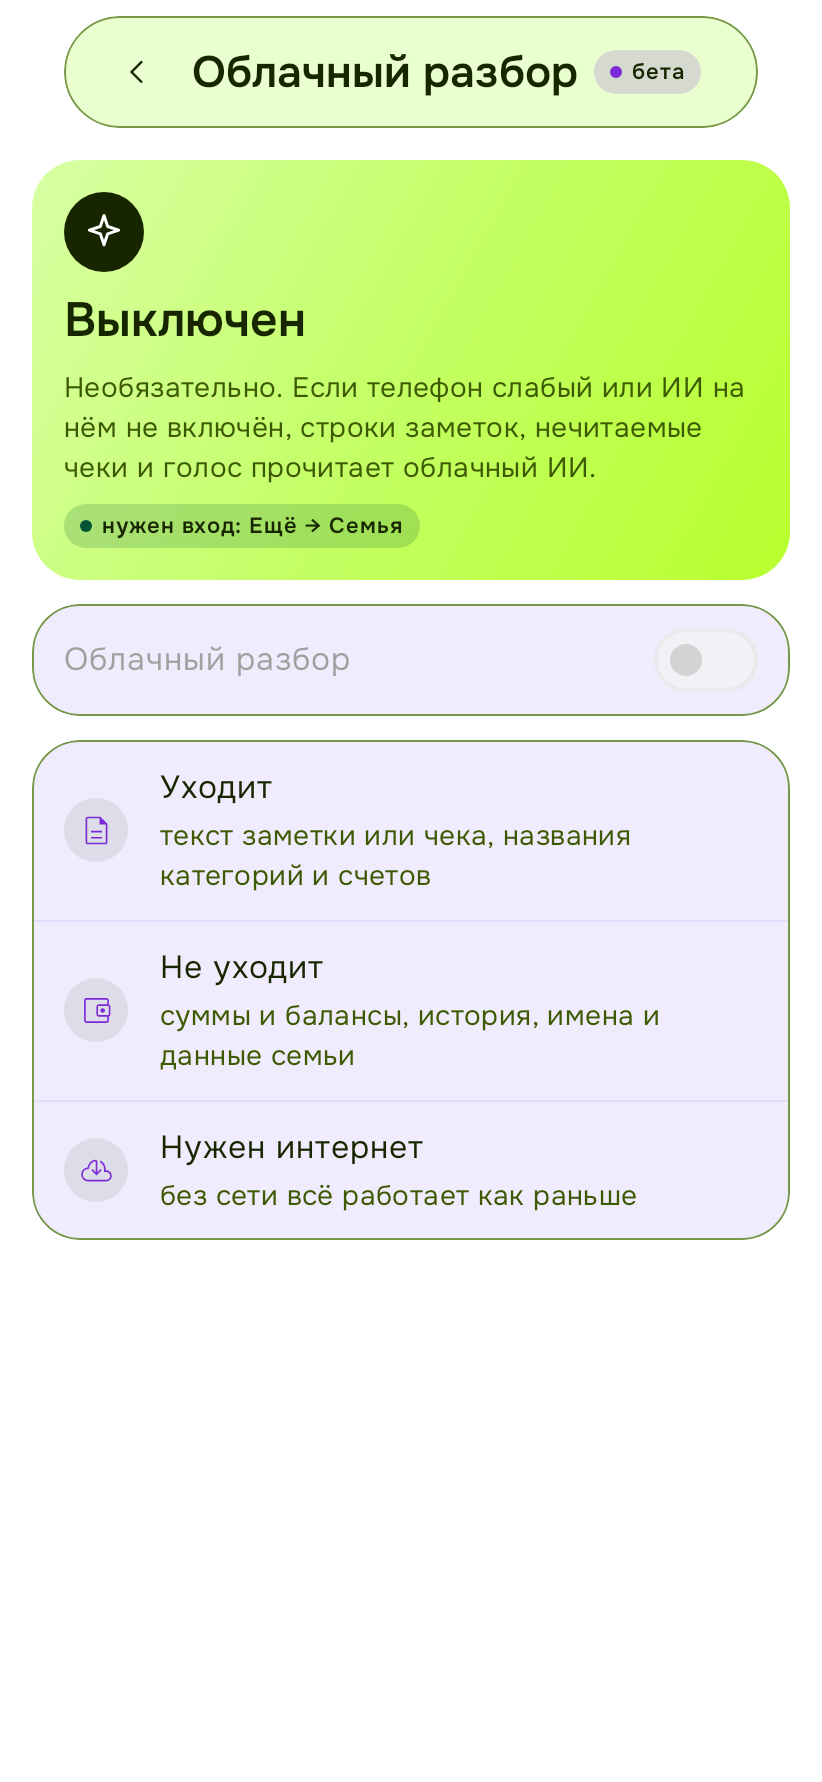 Облачный разбор
бета
Выключен
Необязательно. Если телефон слабый или ИИ на
нём не включён, строки заметок, нечитаемые
чеки и голос прочитает облачный ИИ.
нужен вход: Ещё → Семья
Облачный разбор
Уходит
текст заметки или чека, названия
категорий и счетов
Не уходит
суммы и балансы, история, имена и
данные семьи
Нужен интернет
без сети всё работает как раньше